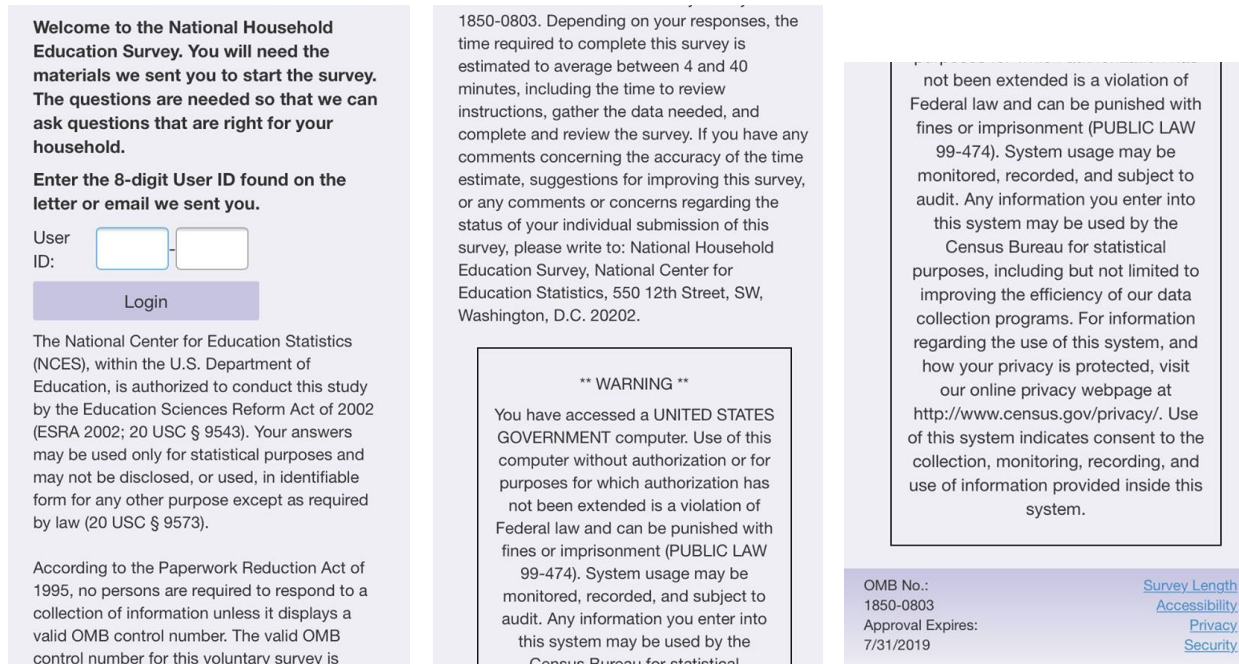 Welcome to the National Household
Education Survey. You will need the
materials we sent you to start the survey.
The questions are needed so that we can
ask questions that are right for your
household.
Enter the 8-digit User ID found on the
letter or email we sent you.
User
ID:
-
Login
The National Center for Education Statistics
(NCES), within the U.S. Department of
Education, is authorized to conduct this study
by the Education Sciences Reform Act of 2002
(ESRA 2002; 20 USC § 9543). Your answers
may be used only for statistical purposes and
may not be disclosed, or used, in identifiable
form for any other purpose except as required
by law (20 USC § 9573).
According to the Paperwork Reduction Act of
1995, no persons are required to respond to a
collection of information unless it displays a
valid OMB control number. The valid OMB
control number for this voluntary survey is
1850-0803. Depending on your responses, the
time required to complete this survey is
estimated to average between 4 and 40
minutes, including the time to review
instructions, gather the data needed, and
complete and review the survey. If you have any
comments concerning the accuracy of the time
estimate, suggestions for improving this survey,
or any comments or concerns regarding the
status of your individual submission of this
survey, please write to: National Household
Education Survey, National Center for
Education Statistics, 550 12th Street, SW,
Washington, D.C. 20202.
** WARNING **
You have accessed a UNITED STATES
GOVERNMENT computer. Use of this
computer without authorization or for
purposes for which authorization has
not been extended is a violation of
Federal law and can be punished with
fines or imprisonment (PUBLIC LAW
99-474). System usage may be
monitored, recorded, and subject to
audit. Any information you enter into
this system may be used by the
Census Bureau for statistical
purposes for which authorization has
not been extended is a violation of
Federal law and can be punished with
fines or imprisonment (PUBLIC LAW
99-474). System usage may be
monitored, recorded, and subject to
audit. Any information you enter into
this system may be used by the
Census Bureau for statistical
purposes, including but not limited to
improving the efficiency of our data
collection programs. For information
regarding the use of this system, and
how your privacy is protected, visit
our online privacy webpage at
http://www.census.gov/privacy/. Use
of this system indicates consent to the
collection, monitoring, recording, and
use of information provided inside this
system.
OMB No.:
1850-0803
Approval Expires:
7/31/2019
Survey Length
Accessibility
Privacy
Security